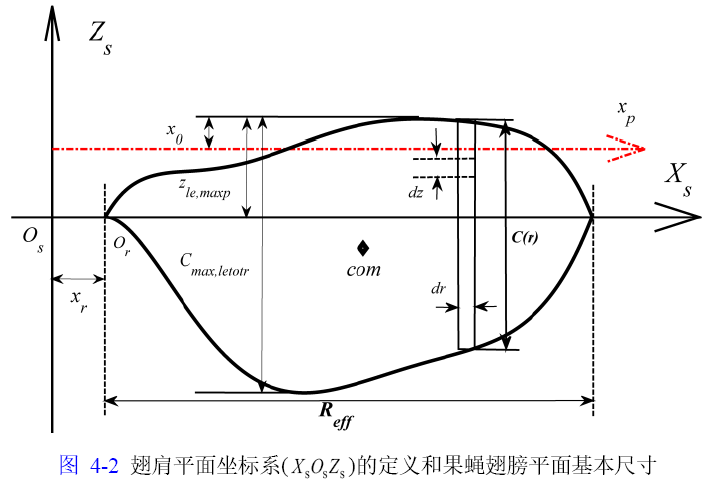 Z_s
x_0
x_p
X_s
z_{le,maxp}
dz
O_s
O_r
C(r)
C_{max,letotr}
com
x_r
dr
R_{eff}
图 4-2 翅肩平面坐标系(X_sO_sZ_s)的定义和果蝇翅膀平面基本尺寸